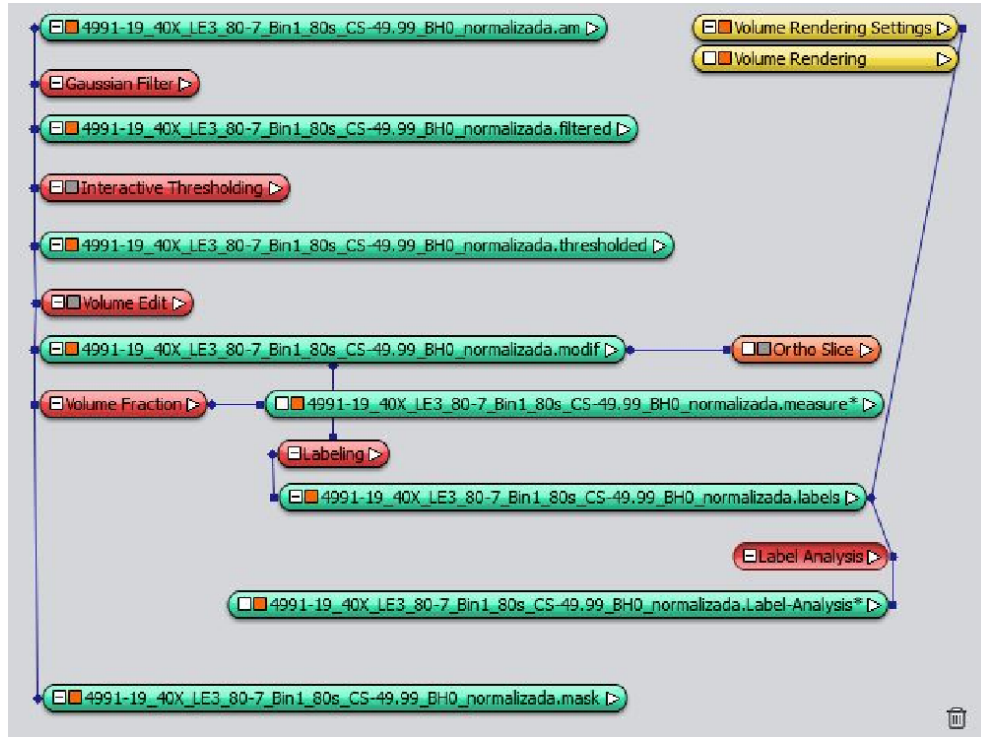 4991-19_40X_LE3_80-7_Bin1_80s_CS-49.99_BH0_normalizada.am
Volume Rendering Settings
Volume Rendering
Gaussian Filter
4991-19_40X_LE3_80-7_Bin1_80s_CS-49.99_BH0_normalizada.filtered
Interactive Thresholding
4991-19_40X_LE3_80-7_Bin1_80s_CS-49.99_BH0_normalizada.thresholded
Volume Edit
4991-19_40X_LE3_80-7_Bin1_80s_CS-49.99_BH0_normalizada.modif
Ortho Slice
Volume Fraction
4991-19_40X_LE3_80-7_Bin1_80s_CS-49.99_BH0_normalizada.measure*
Labeling
4991-19_40X_LE3_80-7_Bin1_80s_CS-49.99_BH0_normalizada.labels
Label Analysis
4991-19_40X_LE3_80-7_Bin1_80s_CS-49.99_BH0_normalizada.Label-Analysis*
4991-19_40X_LE3_80-7_Bin1_80s_CS-49.99_BH0_normalizada.mask